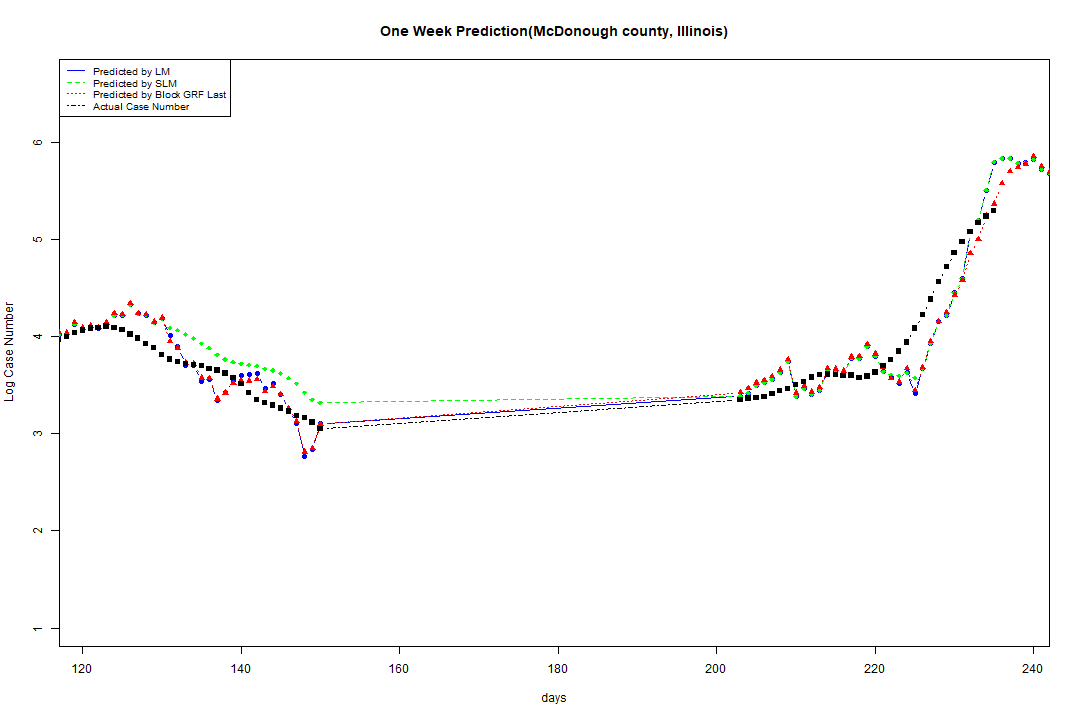 One Week Prediction(McDonough county, Illinois)
Predicted by LM
Predicted by SLM
Predicted by Block GRF Last
Actual Case Number
6
5
4
3
2
1
Log Case Number
120 140 160 180 200 220 240
days